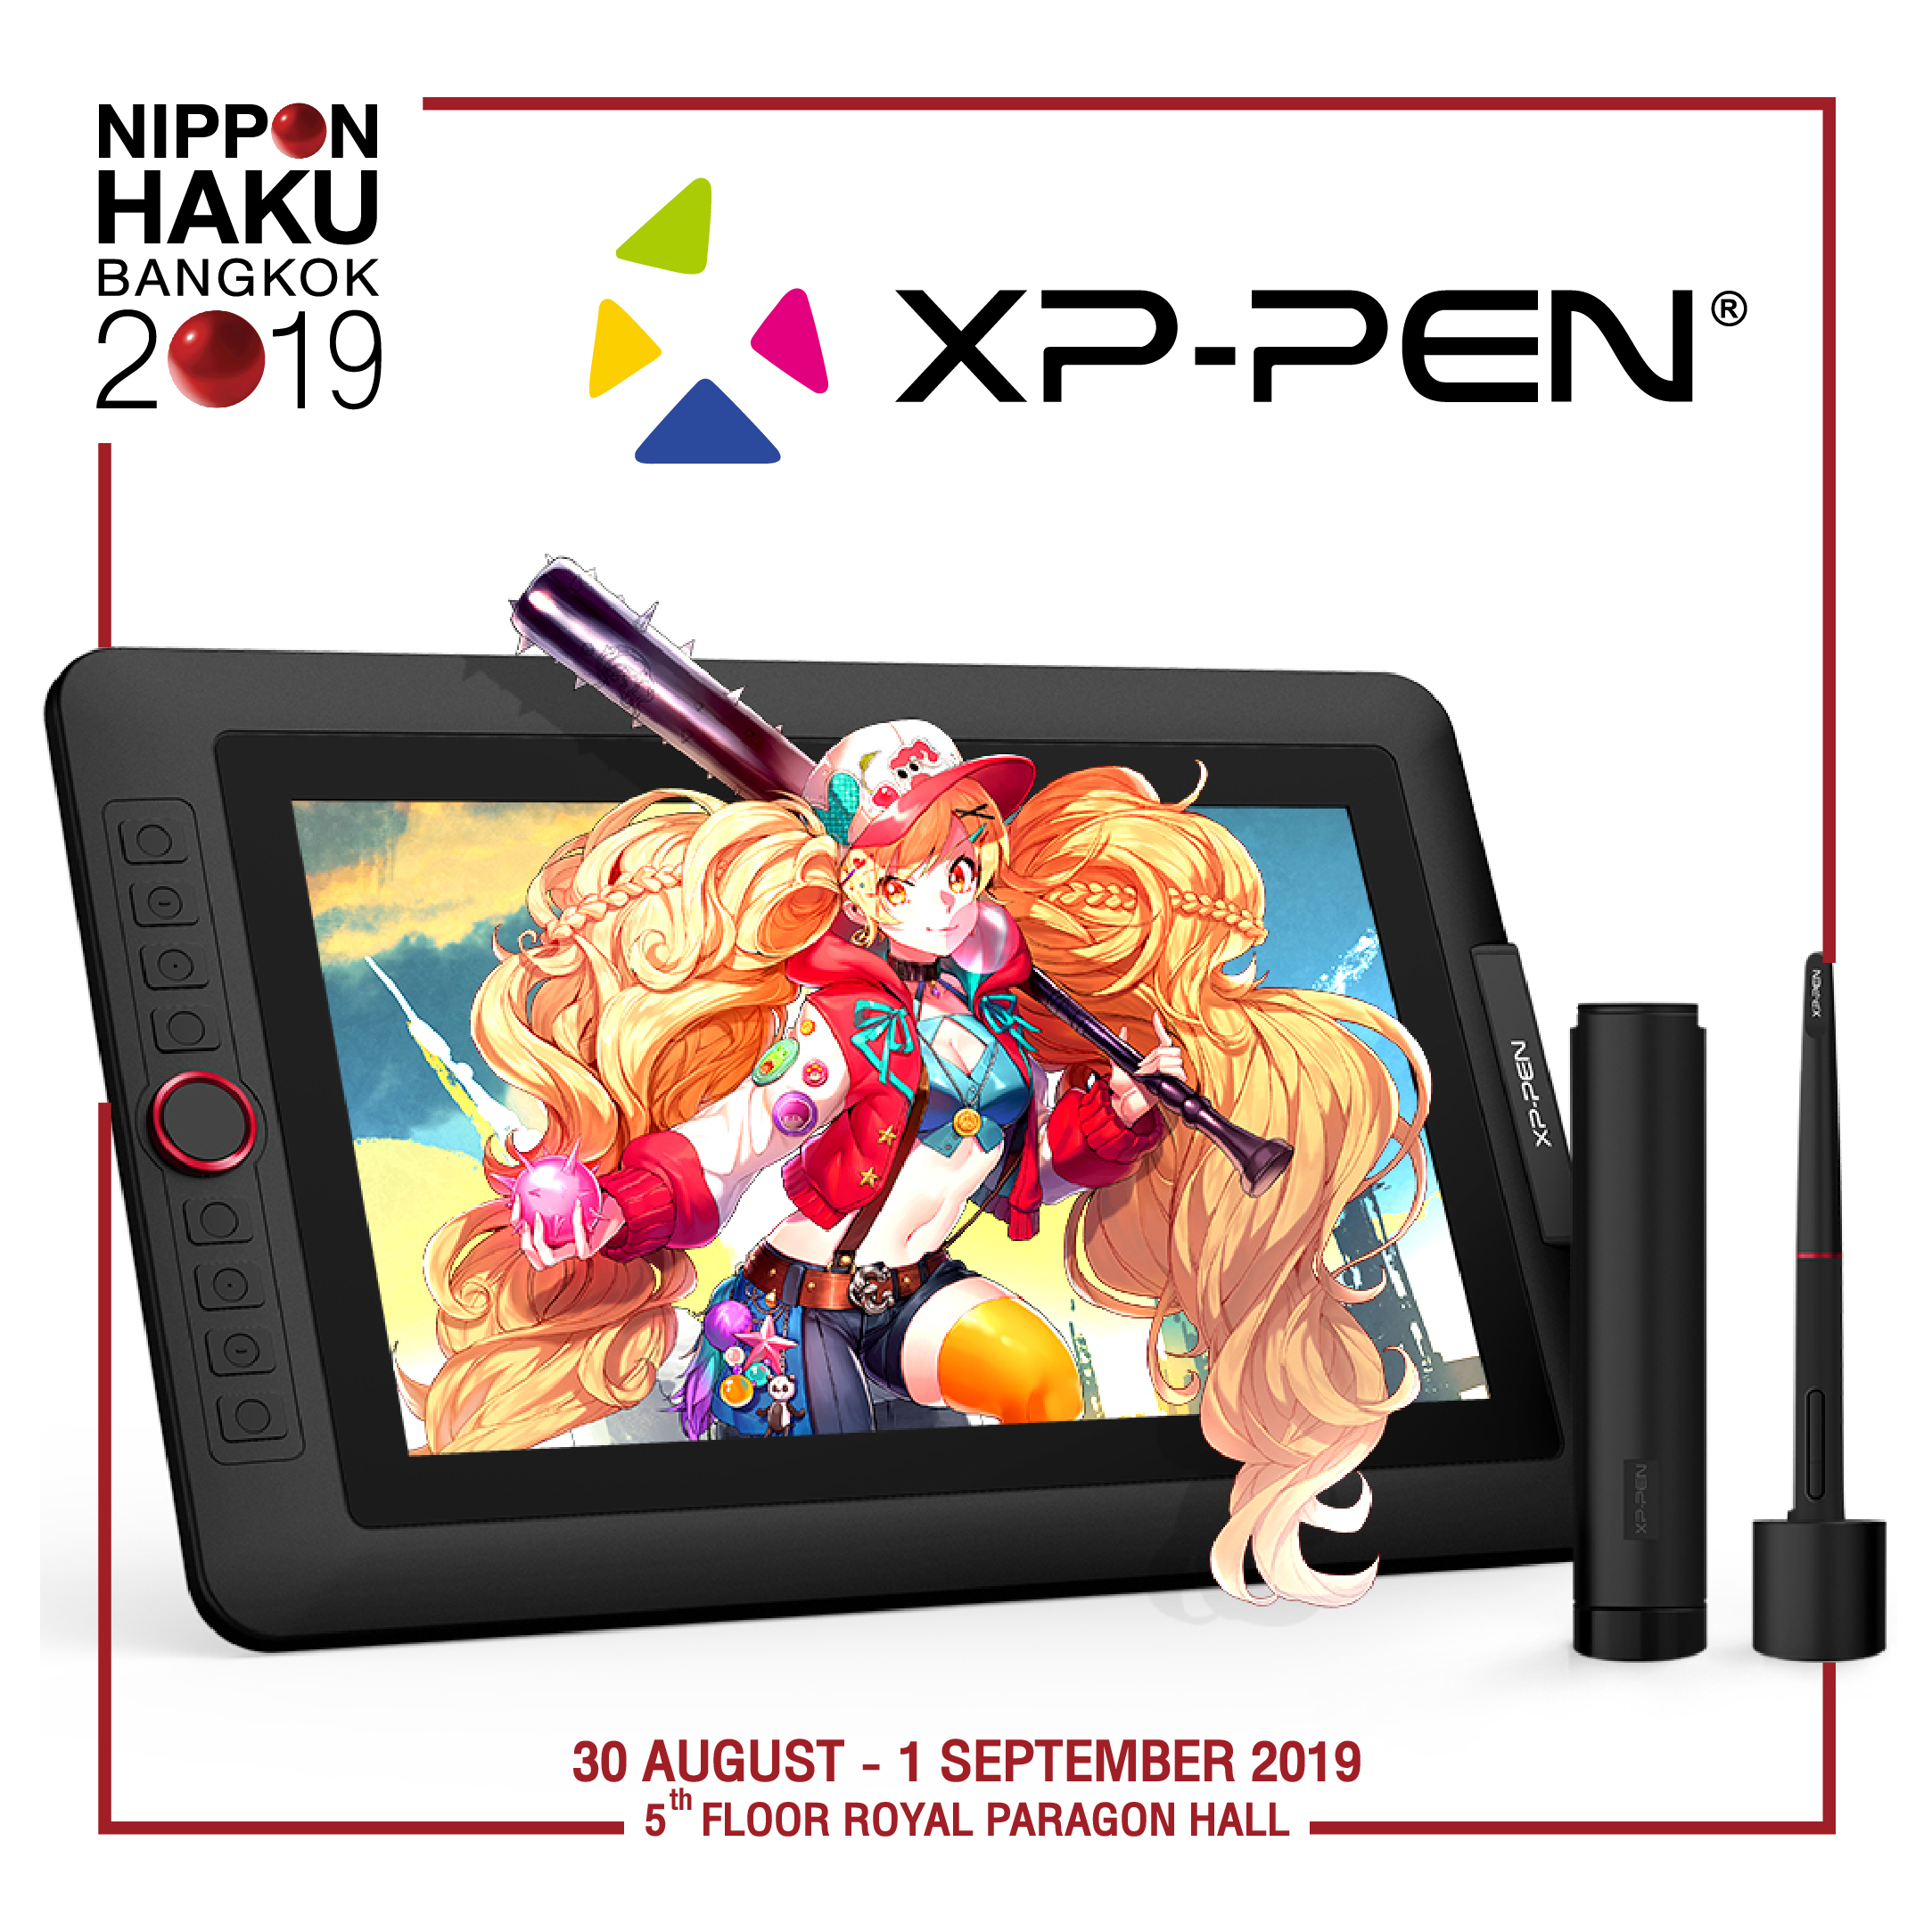 NIPPON
HAKU
BANGKOK
2019
XP-PEN®
XP-PEN
XP-PEN
XP-PEN
30 AUGUST - 1 SEPTEMBER 2019
5th FLOOR ROYAL PARAGON HALL